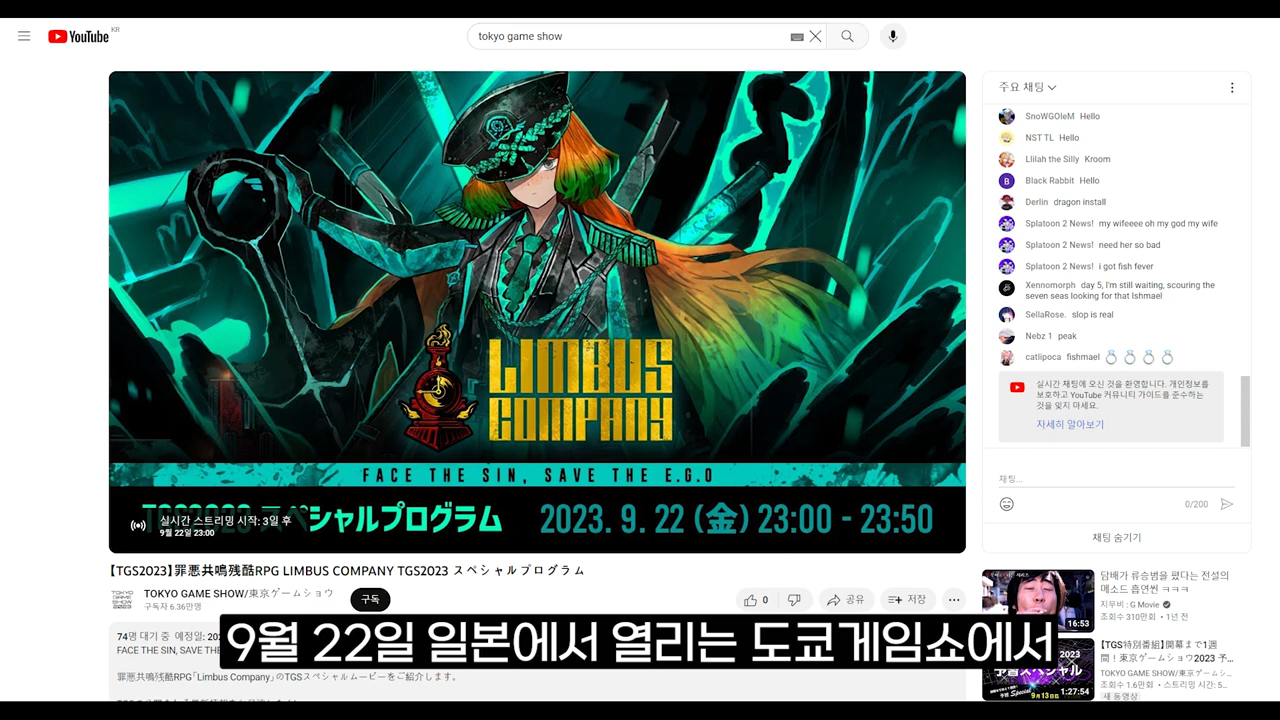 YouTube KR
tokyo game show
LIMBUS
COMPANY
FACE THE SIN, SAVE THE E.G.O
スペシャルプログラム 2023. 9. 22 (金) 23:00 - 23:50
실시간 스트리밍 시작: 3일 후
9월 22일 23:00
【TGS2023】罪悪共鳴残酷RPG LIMBUS COMPANY TGS2023 スペシャルプログラム
TOKYO GAME SHOW/東京ゲームショウ
구독자 6.36만명
구독
0
공유
저장
74명 대기 중 예정일: 202
FACE THE SIN, SAVE THE
罪悪共鳴残酷RPG「Limbus Company」のTGSスペシャルムービーをご紹介します。
9월 22일 일본에서 열리는 도쿄게임쇼에서
주요 채팅
SnoWGOleM Hello
NST TL Hello
Llilah the Silly Kroom
B Black Rabbit Hello
Derlin dragon install
Splatoon 2 News! my wifeeee oh my god my wife
Splatoon 2 News! need her so bad
Splatoon 2 News! i got fish fever
Xennomorph day 5, I'm still waiting, scouring the
seven seas looking for that Ishmael
SellaRose. slop is real
Nebz 1 peak
catlipoca fishmael
실시간 채팅에 오신 것을 환영합니다. 개인정보를
보호하고 YouTube 커뮤니티 가이드를 준수하는
것을 잊지 마세요.
자세히 알아보기
채팅...
0/200
채팅 숨기기
담배가 류승범을 폈다는 전설의
메소드 흡연씬 ㅋㅋㅋ
지무비 : G Movie
조회수 310만회 • 1년 전
16:53
【TGS特別番組】開幕まで1週
間！東京ゲームショウ2023 予...
TOKYO GAME SHOW/東京ゲームシ...
조회수 1.6만회 • 스트리밍 시간: 5...
새 동영상
2023
Special 9月13日
1:27:54